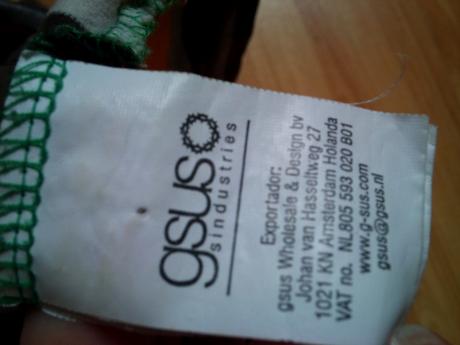 gsus
sindustries
Exportador:
gsus Wholesale & Design bv
Johan van Hasseltweg 27
1021 KN Amsterdam Holanda
VAT no. NL805 593 020 B01
www.g-sus.com
gsus@gsus.nl